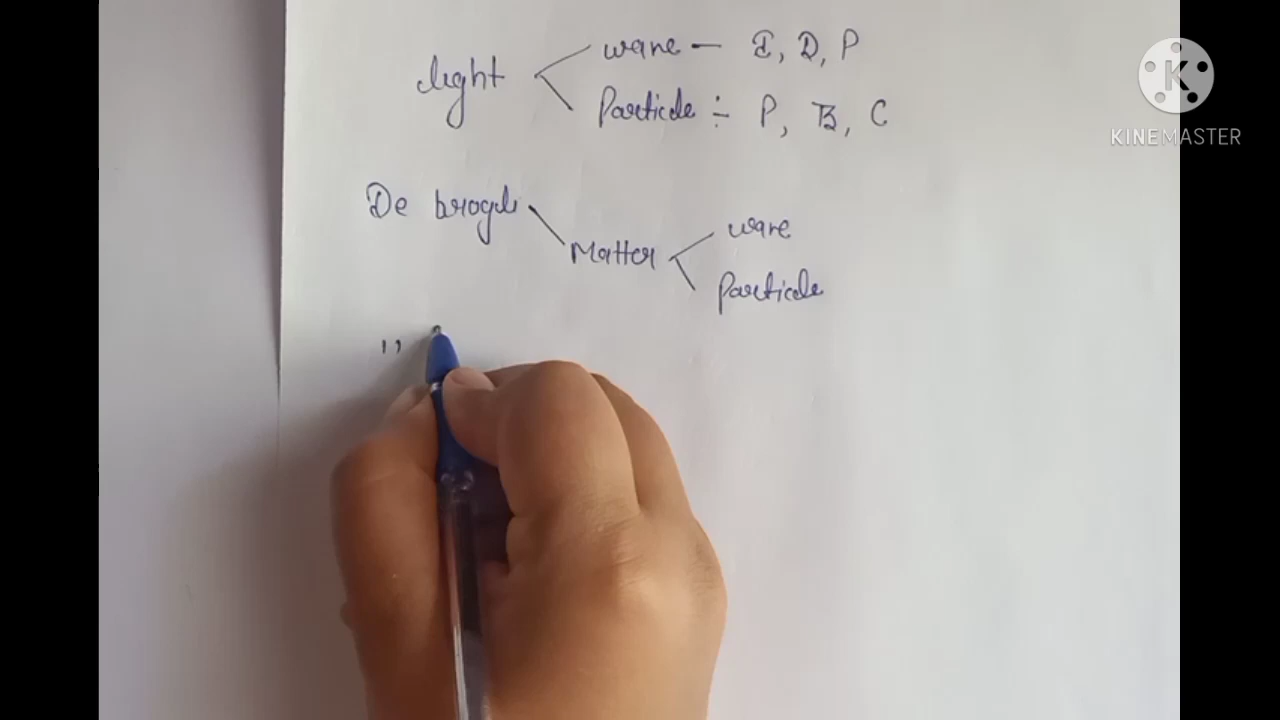 light wave — I, D, P
Particle ÷ P, B, C
De brogli
Matter wave
particle
"
K
KINEMASTER